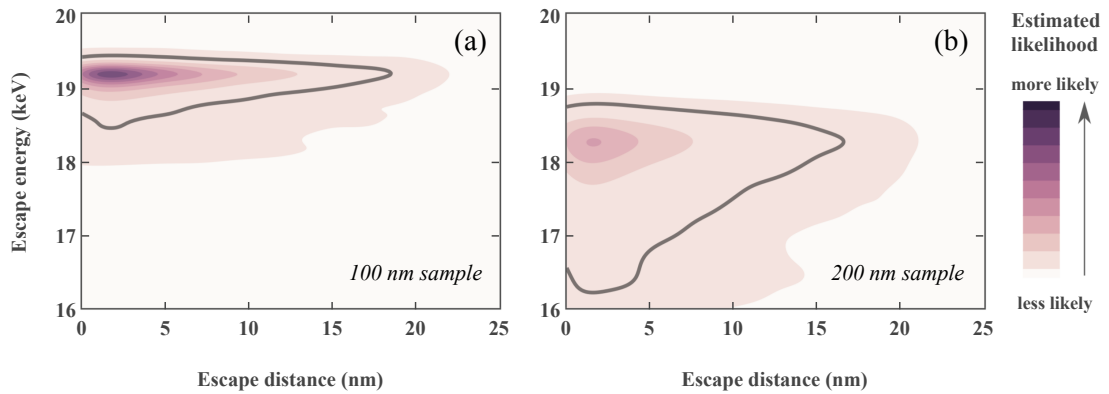 20
19
18
17
16
Escape energy (keV)
(a)
100 nm sample
0 5 10 15 20 25
Escape distance (nm)
20
19
18
17
16
(b)
200 nm sample
0 5 10 15 20 25
Escape distance (nm)
Estimated
likelihood
more likely
less likely